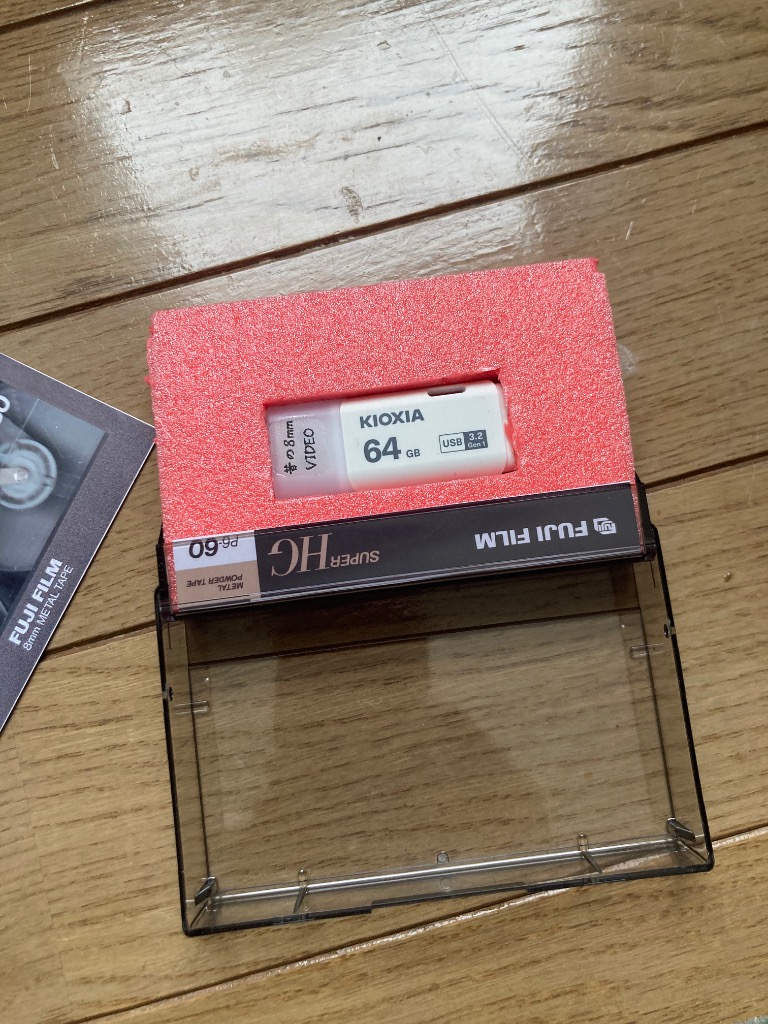 昔の8mm
VIDEO
KIOXIA
64 GB
USB 3.2
Gen 1
FUJI FILM
SUPER HG
P6-60
METAL
POWDER TAPE
FUJI FILM
8mm METAL TAPE